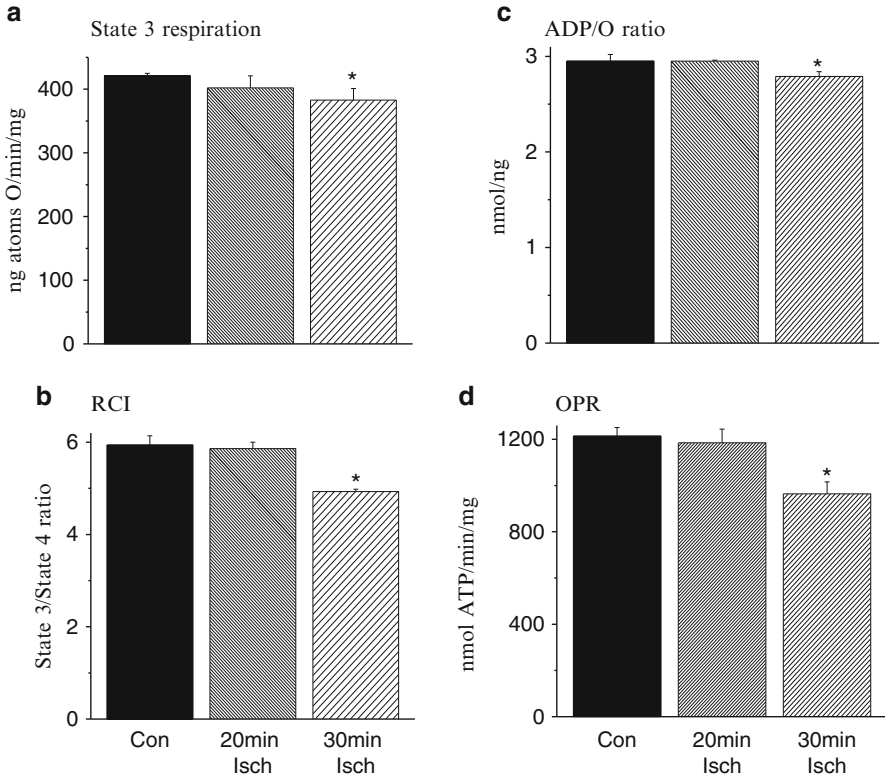 a
State 3 respiration
ng atoms O/min/mg
400
300
200
100
0
*
b
RCI
State 3/State 4 ratio
6
4
2
0
*
Con
20min
Isch
30min
Isch
c
ADP/O ratio
nmol/ng
3
2
1
0
*
d
OPR
nmol ATP/min/mg
1200
800
400
0
*
Con
20min
Isch
30min
Isch